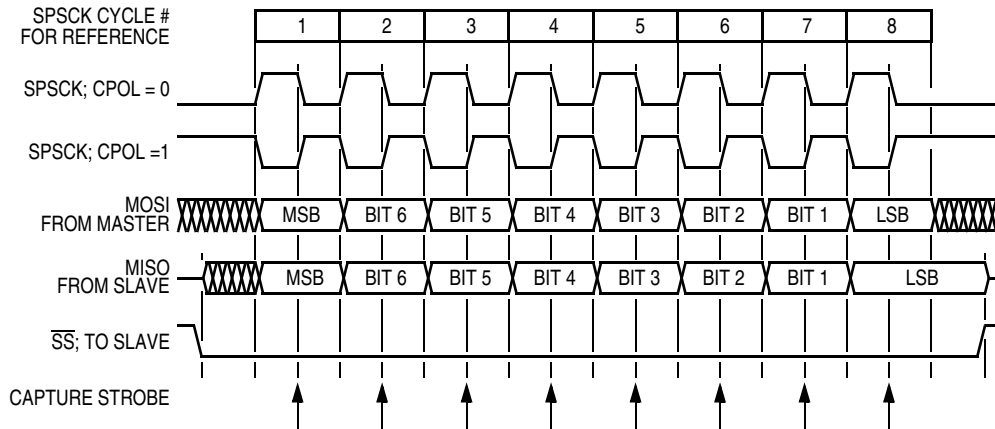 SPSCK CYCLE #
FOR REFERENCE
1 2 3 4 5 6 7 8
SPSCK; CPOL = 0
SPSCK; CPOL =1
MOSI
FROM MASTER
MSB BIT 6 BIT 5 BIT 4 BIT 3 BIT 2 BIT 1 LSB
MISO
FROM SLAVE
MSB BIT 6 BIT 5 BIT 4 BIT 3 BIT 2 BIT 1 LSB
SS; TO SLAVE
CAPTURE STROBE